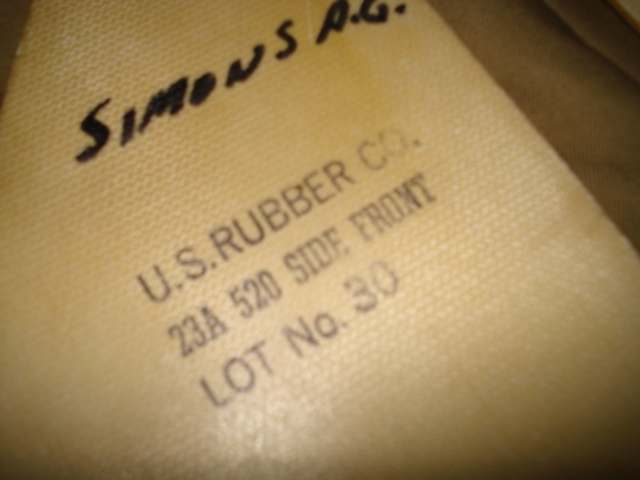 SIMONS A.G.
U.S. RUBBER CO.
23A 520 SIDE FRONT
LOT No. 30